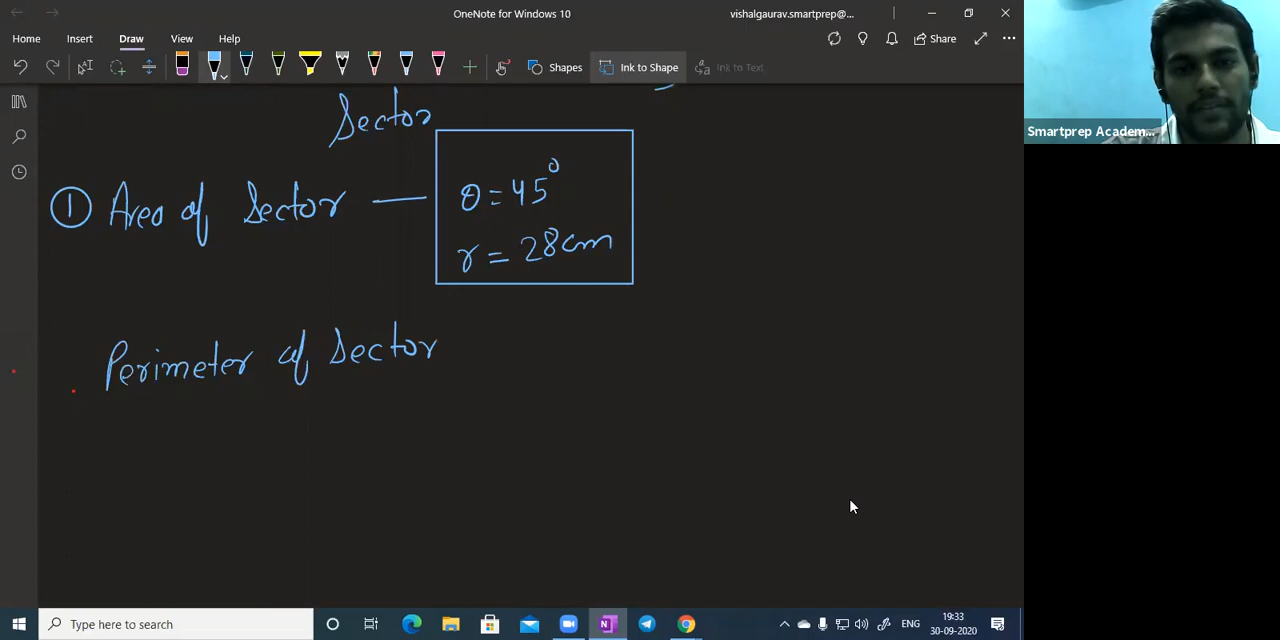 OneNote for Windows 10
vishalgaurav.smartprep@...
Home Insert Draw View Help
Share
Shapes
Ink to Shape
Ink to Text
Sector
Smartprep Academ...
① Area of Sector —
θ = 45°
r = 28cm
Perimeter of Sector
Type here to search
ENG
19:33
30-09-2020